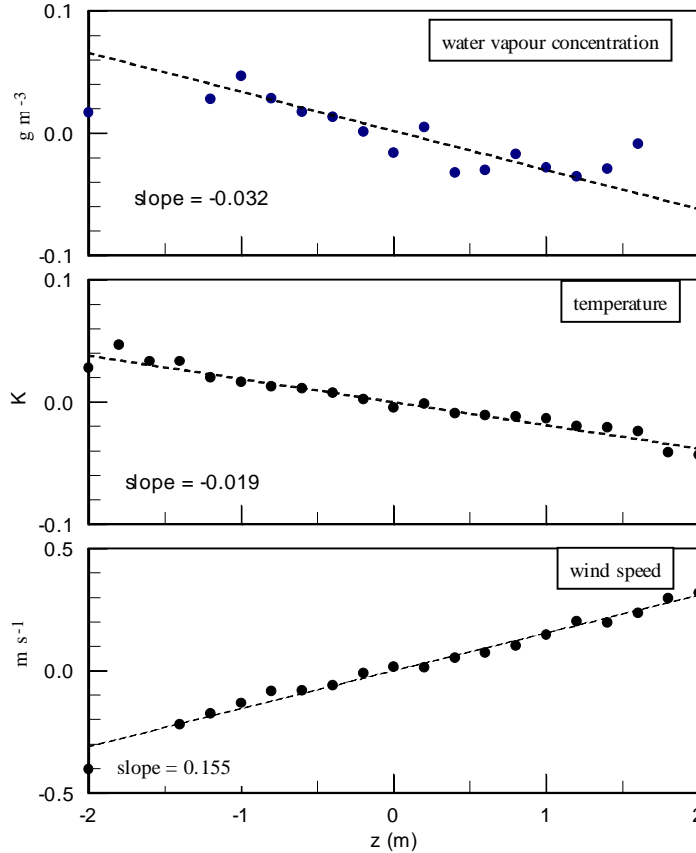 0.1
water vapour concentration
g m-3
0.0
slope = -0.032
-0.1
0.1
temperature
K
0.0
slope = -0.019
-0.1
0.5
wind speed
m s-1
0.0
slope = 0.155
-0.5
-2 -1 0 1 2
z (m)